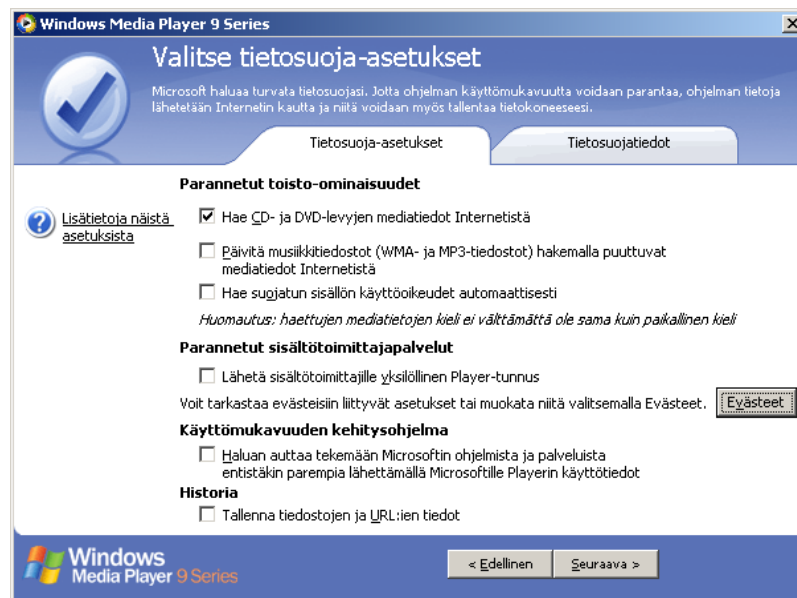 Windows Media Player 9 Series
Valitse tietosuoja-asetukset
Microsoft haluaa turvata tietosuojasi. Jotta ohjelman käyttömukavuutta voidaan parantaa, ohjelman tietoja
lähetetään Internetin kautta ja niitä voidaan myös tallentaa tietokoneeseesi.
Tietosuoja-asetukset
Tietosuojatiedot
Parannetut toisto-ominaisuudet
Lisätietoja näistä
asetuksista
Hae CD- ja DVD-levyjen mediatiedot Internetistä
Päivitä musiikkitiedostot (WMA- ja MP3-tiedostot) hakemalla puuttuvat
mediatiedot Internetistä
Hae suojatun sisällön käyttöoikeudet automaattisesti
Huomautus: haettujen mediatietojen kieli ei välttämättä ole sama kuin paikallinen kieli
Parannetut sisältötoimittajapalvelut
Lähetä sisältötoimittajille yksilöllinen Player-tunnus
Voit tarkastaa evästeisiin liittyvät asetukset tai muokata niitä valitsemalla Evästeet.
Evästeet
Käyttömukavuuden kehitysohjelma
Haluan auttaa tekemään Microsoftin ohjelmista ja palveluista
entistäkin parempia lähettämällä Microsoftille Playerin käyttötiedot
Historia
Tallenna tiedostojen ja URL:ien tiedot
Windows
Media Player 9 Series
< Edellinen
Seuraava >